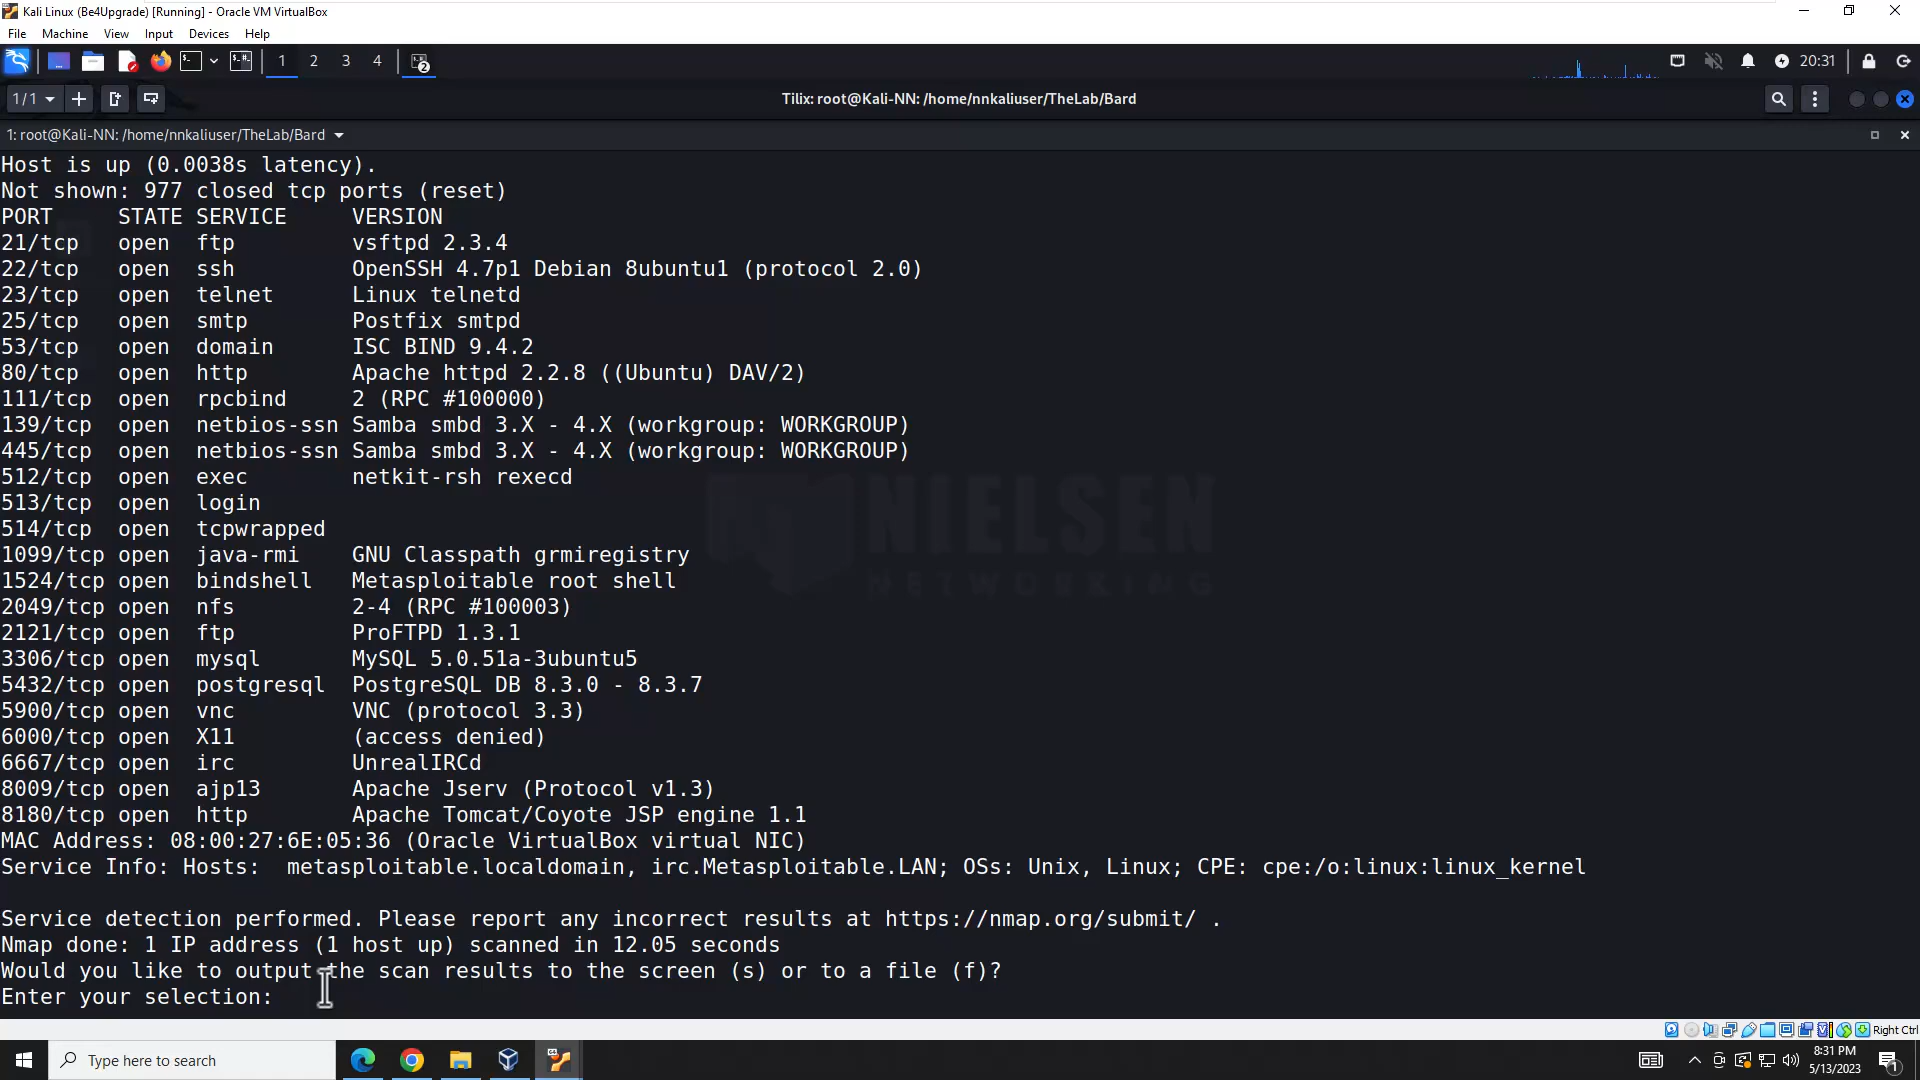 Kali Linux (Be4Upgrade) [Running] - Oracle VM VirtualBox
File Machine View Input Devices Help
1 2 3 4 2 20:31
1/1 Tilix: root@Kali-NN: /home/nnkaliuser/TheLab/Bard
1: root@Kali-NN: /home/nnkaliuser/TheLab/Bard
Host is up (0.0038s latency).
Not shown: 977 closed tcp ports (reset)
PORT STATE SERVICE VERSION
21/tcp open ftp vsftpd 2.3.4
22/tcp open ssh OpenSSH 4.7p1 Debian 8ubuntu1 (protocol 2.0)
23/tcp open telnet Linux telnetd
25/tcp open smtp Postfix smtpd
53/tcp open domain ISC BIND 9.4.2
80/tcp open http Apache httpd 2.2.8 ((Ubuntu) DAV/2)
111/tcp open rpcbind 2 (RPC #100000)
139/tcp open netbios-ssn Samba smbd 3.X - 4.X (workgroup: WORKGROUP)
445/tcp open netbios-ssn Samba smbd 3.X - 4.X (workgroup: WORKGROUP)
512/tcp open exec netkit-rsh rexecd
513/tcp open login
514/tcp open tcpwrapped
1099/tcp open java-rmi GNU Classpath grmiregistry
1524/tcp open bindshell Metasploitable root shell
2049/tcp open nfs 2-4 (RPC #100003)
2121/tcp open ftp ProFTPD 1.3.1
3306/tcp open mysql MySQL 5.0.51a-3ubuntu5
5432/tcp open postgresql PostgreSQL DB 8.3.0 - 8.3.7
5900/tcp open vnc VNC (protocol 3.3)
6000/tcp open X11 (access denied)
6667/tcp open irc UnrealIRCd
8009/tcp open ajp13 Apache Jserv (Protocol v1.3)
8180/tcp open http Apache Tomcat/Coyote JSP engine 1.1
MAC Address: 08:00:27:6E:05:36 (Oracle VirtualBox virtual NIC)
Service Info: Hosts:  metasploitable.localdomain, irc.Metasploitable.LAN; OSs: Unix, Linux; CPE: cpe:/o:linux:linux_kernel
Service detection performed. Please report any incorrect results at https://nmap.org/submit/ .
Nmap done: 1 IP address (1 host up) scanned in 12.05 seconds
Would you like to output the scan results to the screen (s) or to a file (f)?
Enter your selection:
NIELSEN
NETWORKING
Right Ctrl
Type here to search
8:31 PM
5/13/2023
1